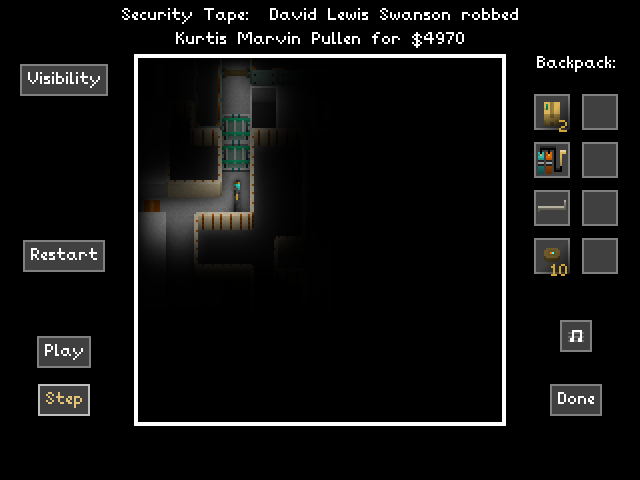 Security Tape: David Lewis Swanson robbed
Kurtis Marvin Pullen for $4970
Backpack:
Visibility
2
10
Restart
Play
Step
Done